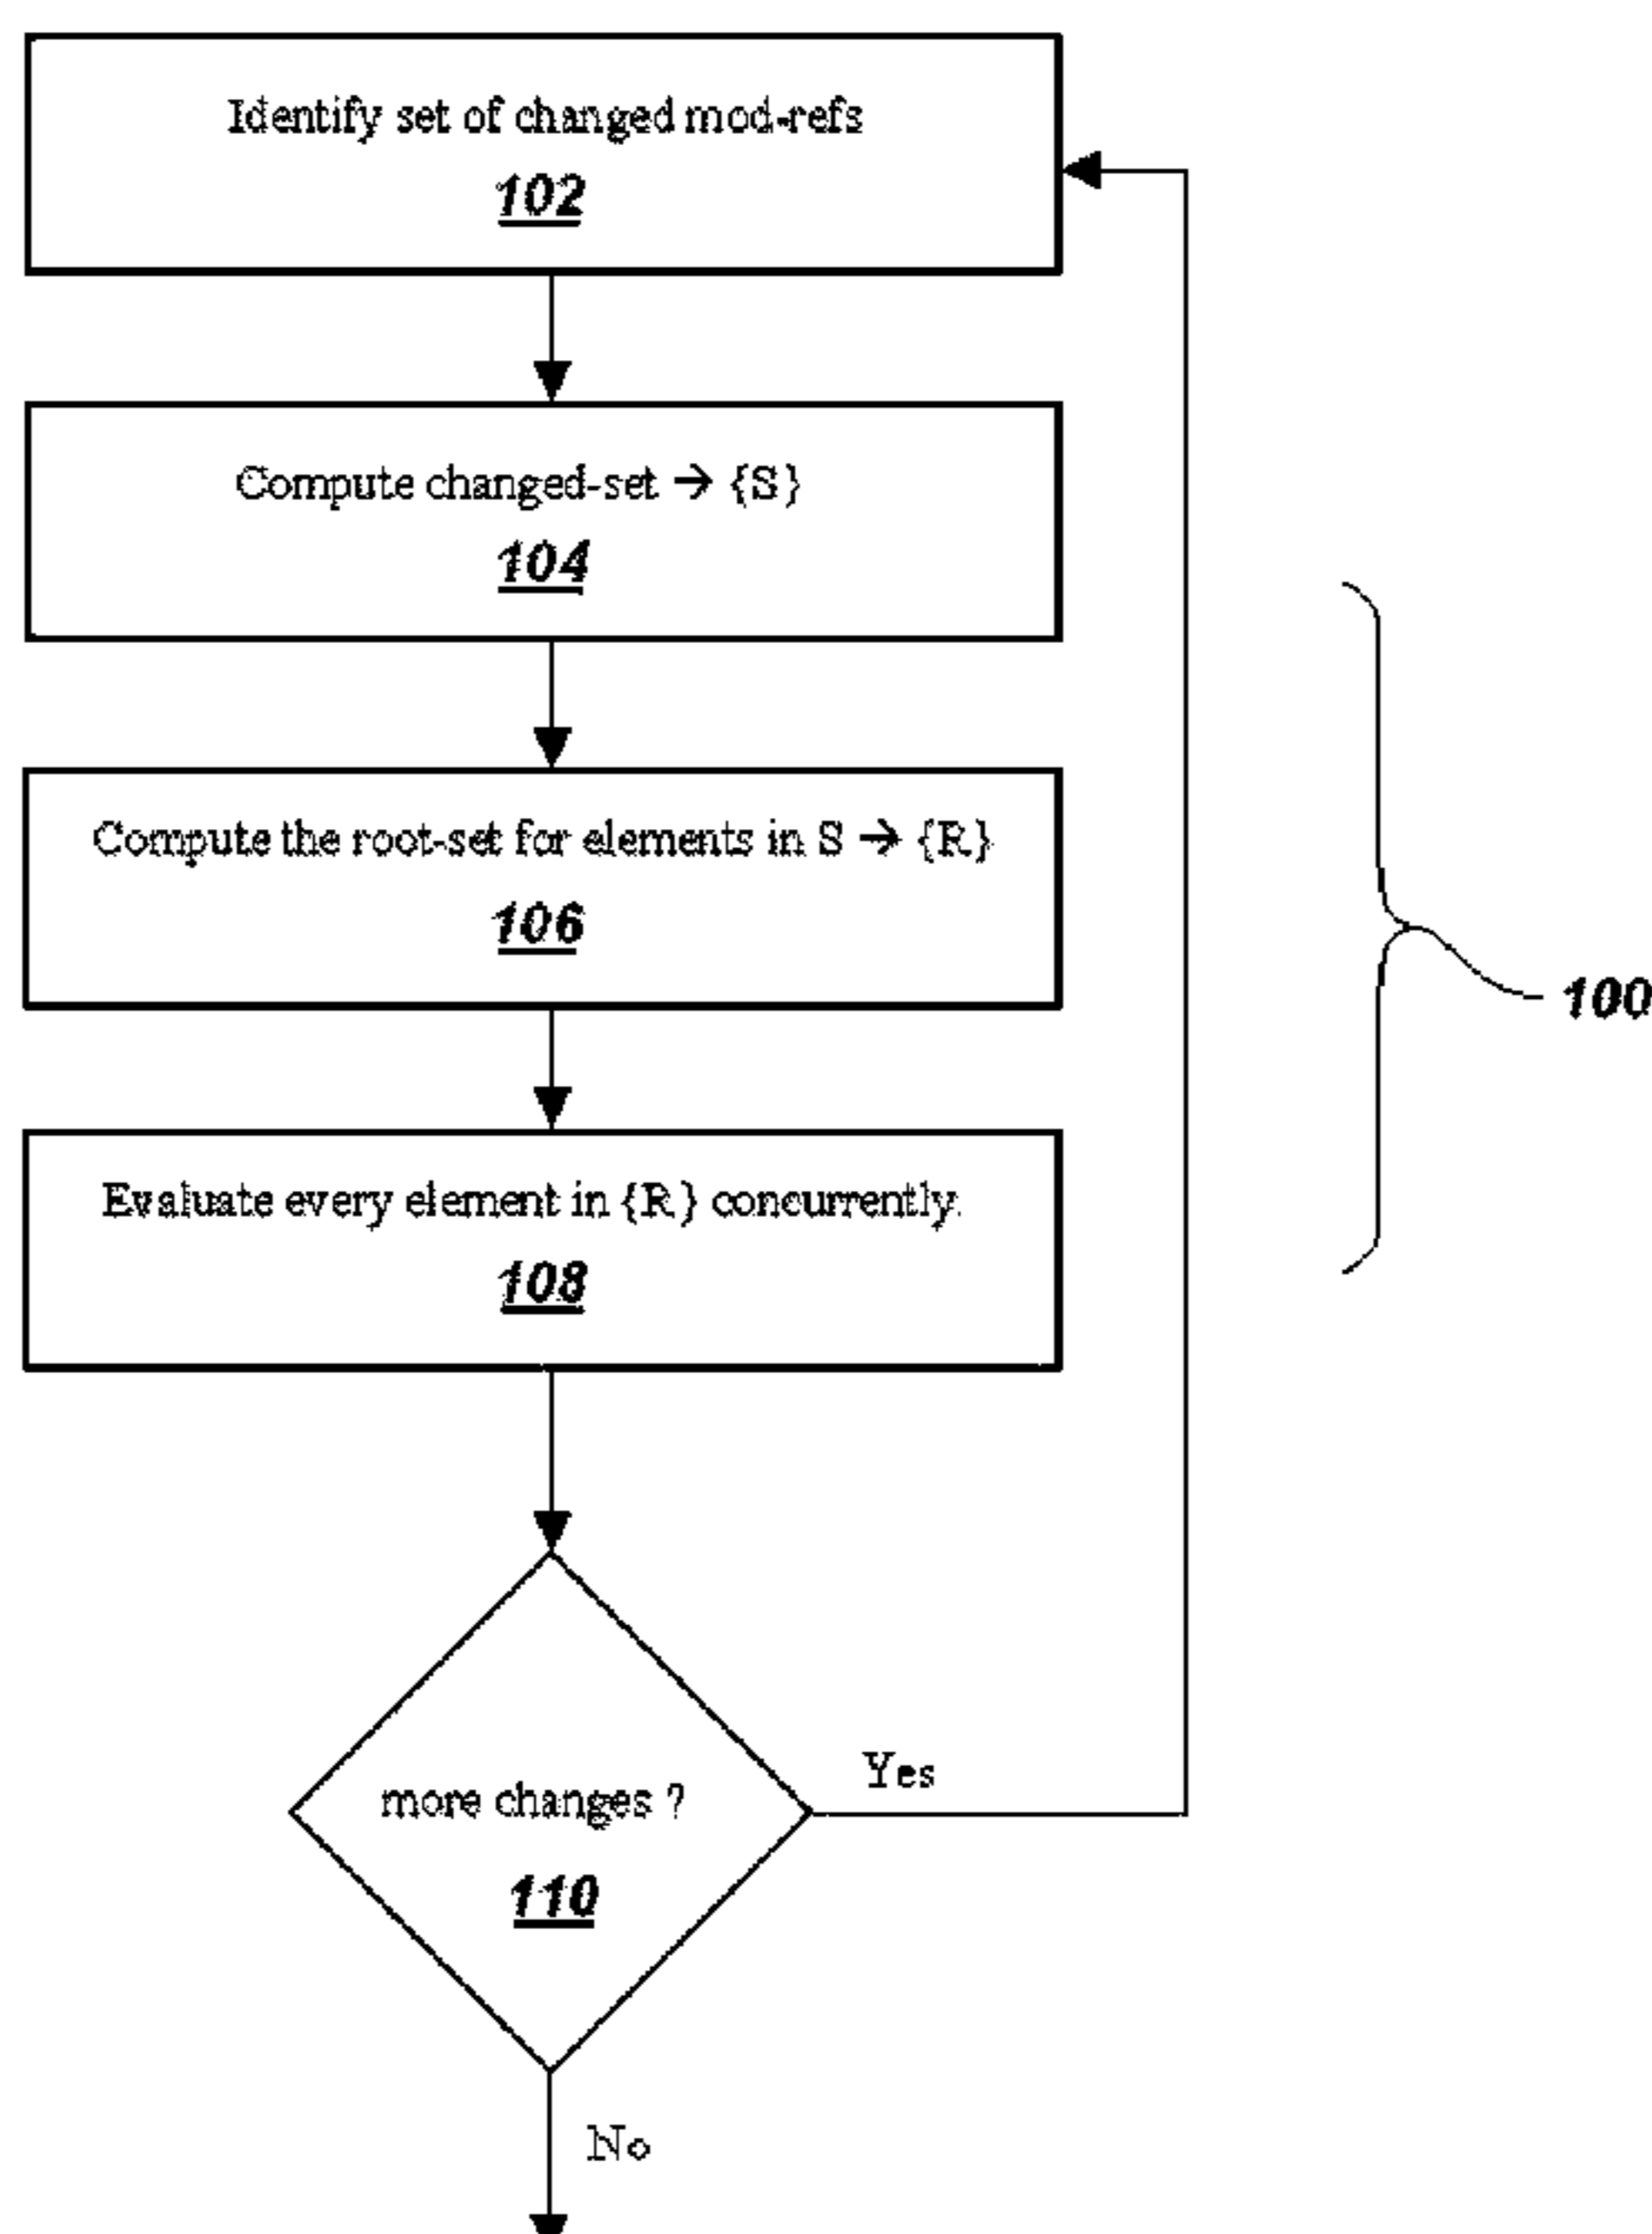 Identify set of changed mod-refs
102
Compute changed-set → {S}
104
Compute the root-set for elements in S → {R}
106
100
Evaluate every element in {R} concurrently.
108
more changes ?
110
Yes
No